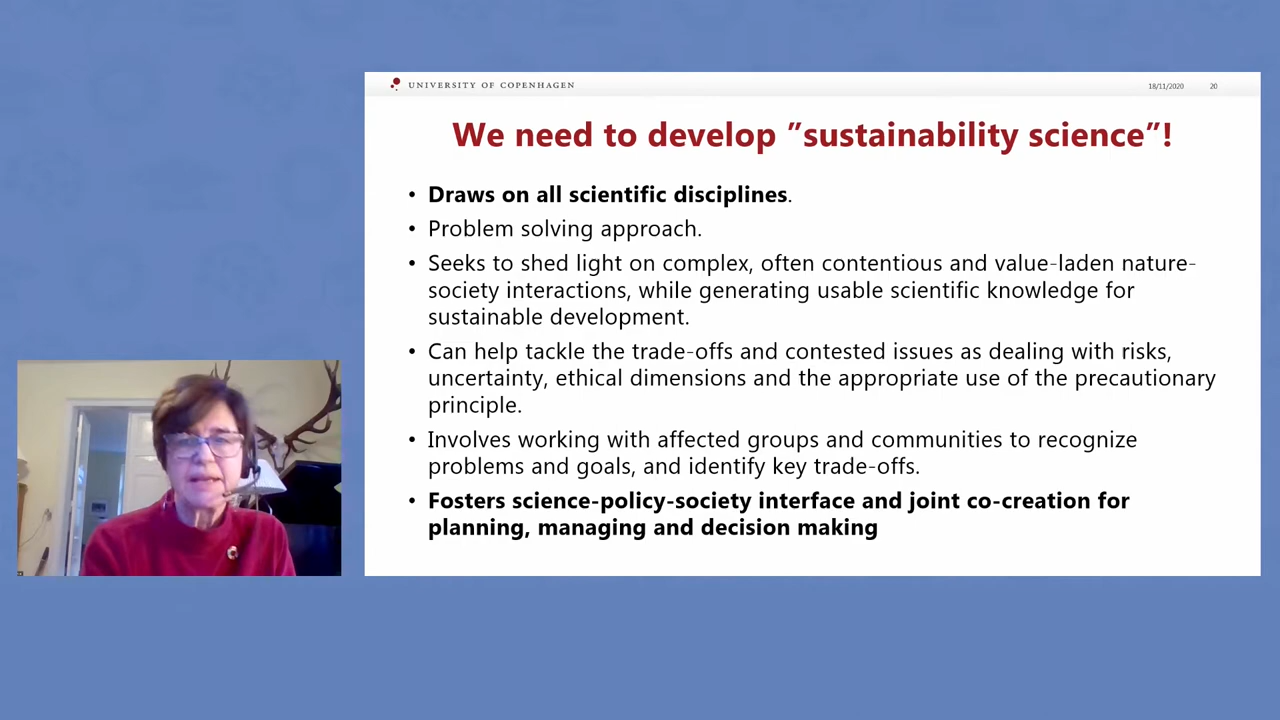 UNIVERSITY OF COPENHAGEN
18/11/2020 20
We need to develop ”sustainability science”!
• Draws on all scientific disciplines.
• Problem solving approach.
• Seeks to shed light on complex, often contentious and value-laden nature-
society interactions, while generating usable scientific knowledge for
sustainable development.
• Can help tackle the trade-offs and contested issues as dealing with risks,
uncertainty, ethical dimensions and the appropriate use of the precautionary
principle.
• Involves working with affected groups and communities to recognize
problems and goals, and identify key trade-offs.
• Fosters science-policy-society interface and joint co-creation for
planning, managing and decision making